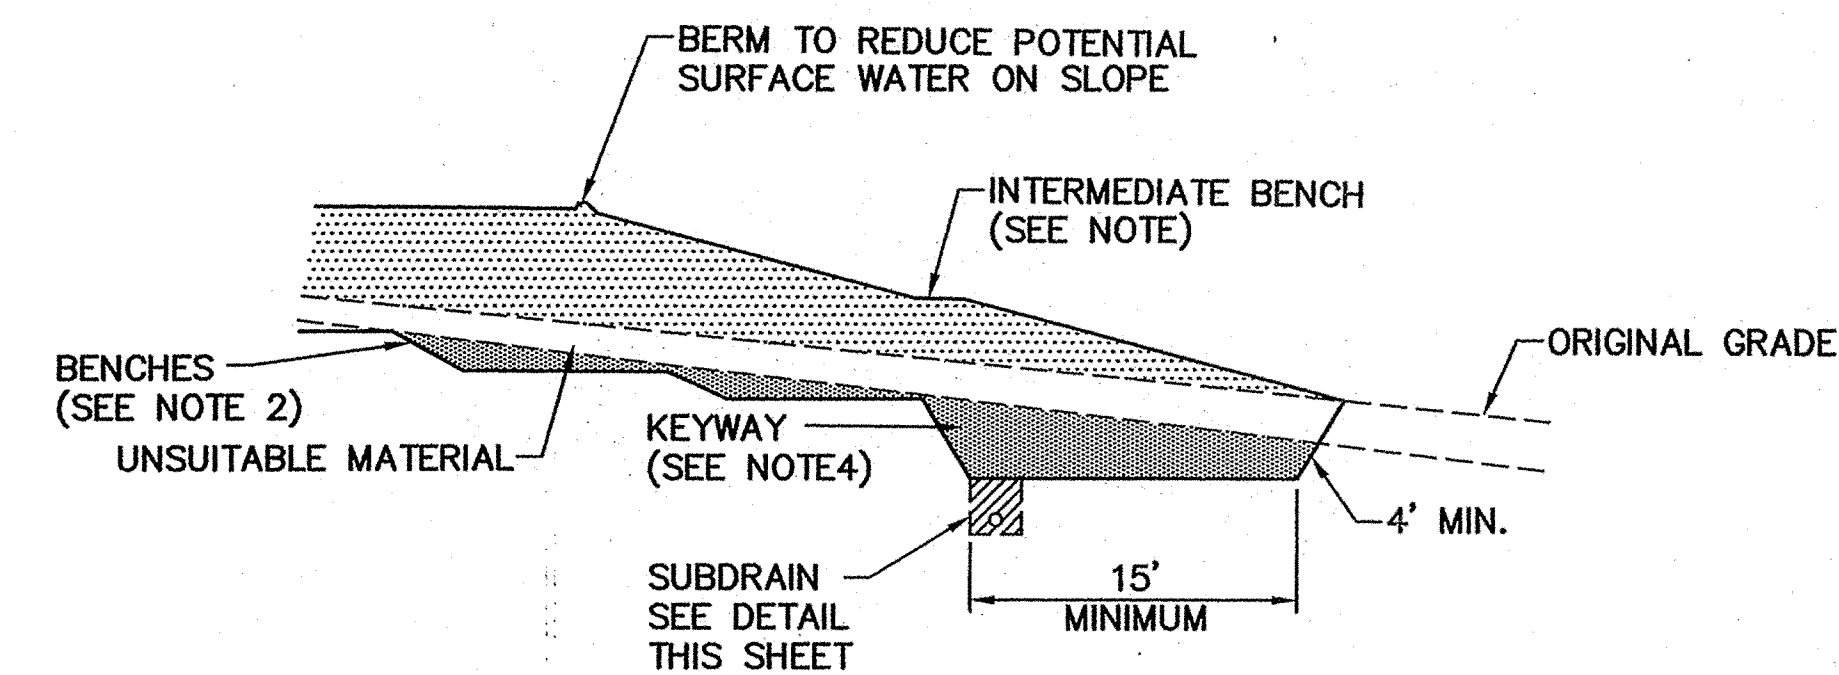 BERM TO REDUCE POTENTIAL
SURFACE WATER ON SLOPE
INTERMEDIATE BENCH
(SEE NOTE)
ORIGINAL GRADE
BENCHES
(SEE NOTE 2)
UNSUITABLE MATERIAL
KEYWAY
(SEE NOTE4)
4' MIN.
SUBDRAIN
SEE DETAIL
THIS SHEET
15'
MINIMUM